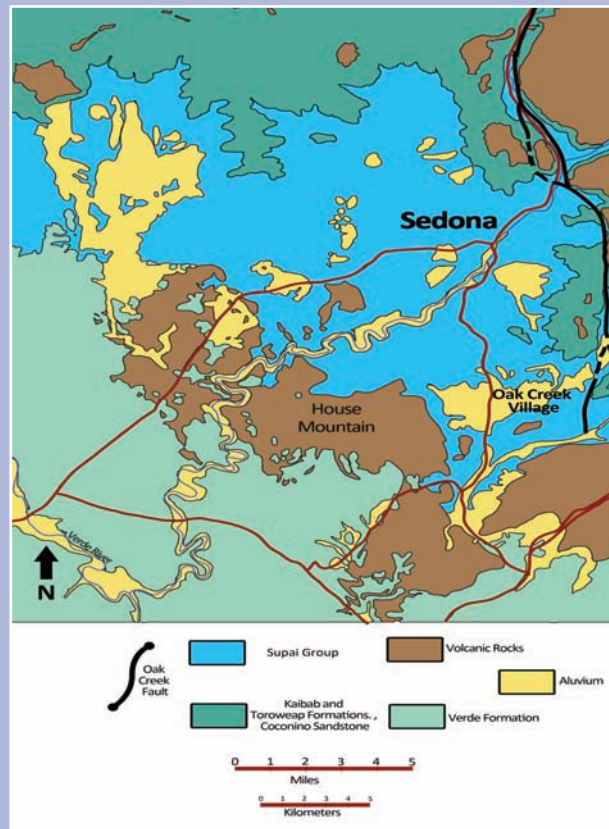 Sedona
Oak Creek
Village
House
Mountain
Verde River
N
Oak
Creek
Fault
Supai Group
Volcanic Rocks
Aluvium
Kaibab and
Toroweap Formations. ,
Coconino Sandstone
Verde Formation
0 1 2 3 4 5
Miles
0 1 2 3 4 5
Kilometers